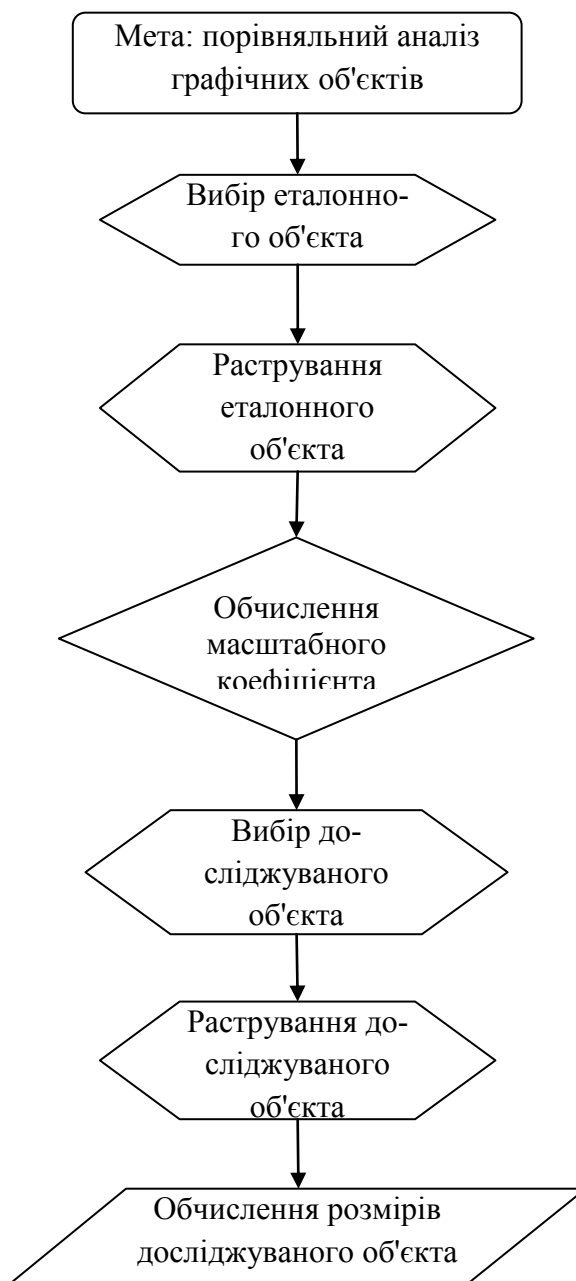 Мета: порівняльний аналіз
графічних об'єктів
Вибір еталонно-
го об'єкта
Растрування
еталонного
об'єкта
Обчислення
масштабного
коефіцієнта
Вибір до-
сліджуваного
об'єкта
Растрування до-
сліджуваного
об'єкта
Обчислення розмірів
досліджуваного об'єкта